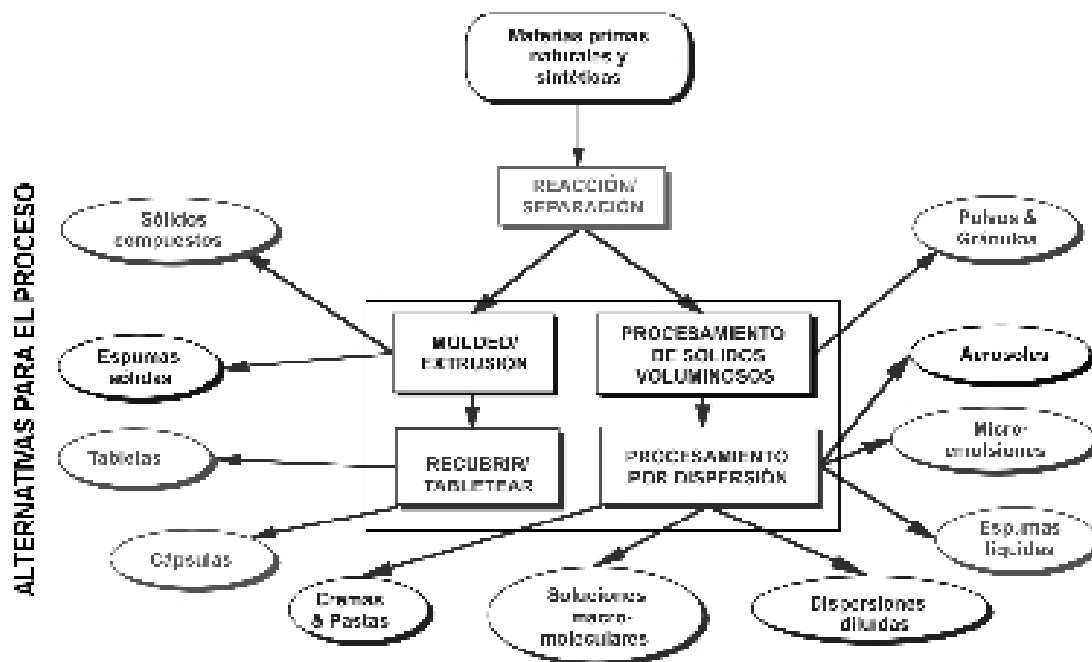 Materias primas
naturales y
sintéticas
REACCIÓN/
SEPARACIÓN
ALTERNATIVAS PARA EL PROCESO
Sólidos
compuestos
Polvos &
Gránulos
MOLDED/
EXTRUSIÓN
PROCESAMIENTO
DE SÓLIDOS
VOLUMINOSOS
Espumas
sólidas
Aerosoles
Tabletas
RECUBRIR/
TABLETEAR
PROCESAMIENTO
POR DISPERSIÓN
Micro-
emulsiones
Cápsulas
Espumas
líquidas
Cremas
& Pastas
Soluciones
macro-
moleculares
Dispersiones
diluidas